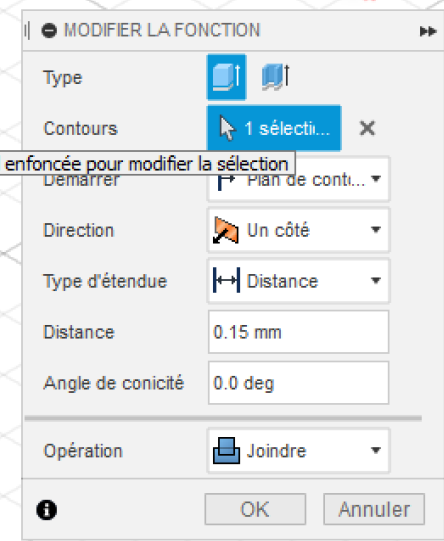 MODIFIER LA FONCTION
Type
Contours 1 sélecti...
enfoncée pour modifier la sélection
Démarrer Plan de conti...
Direction Un côté
Type d'étendue Distance
Distance 0.15 mm
Angle de conicité 0.0 deg
Opération Joindre
OK Annuler